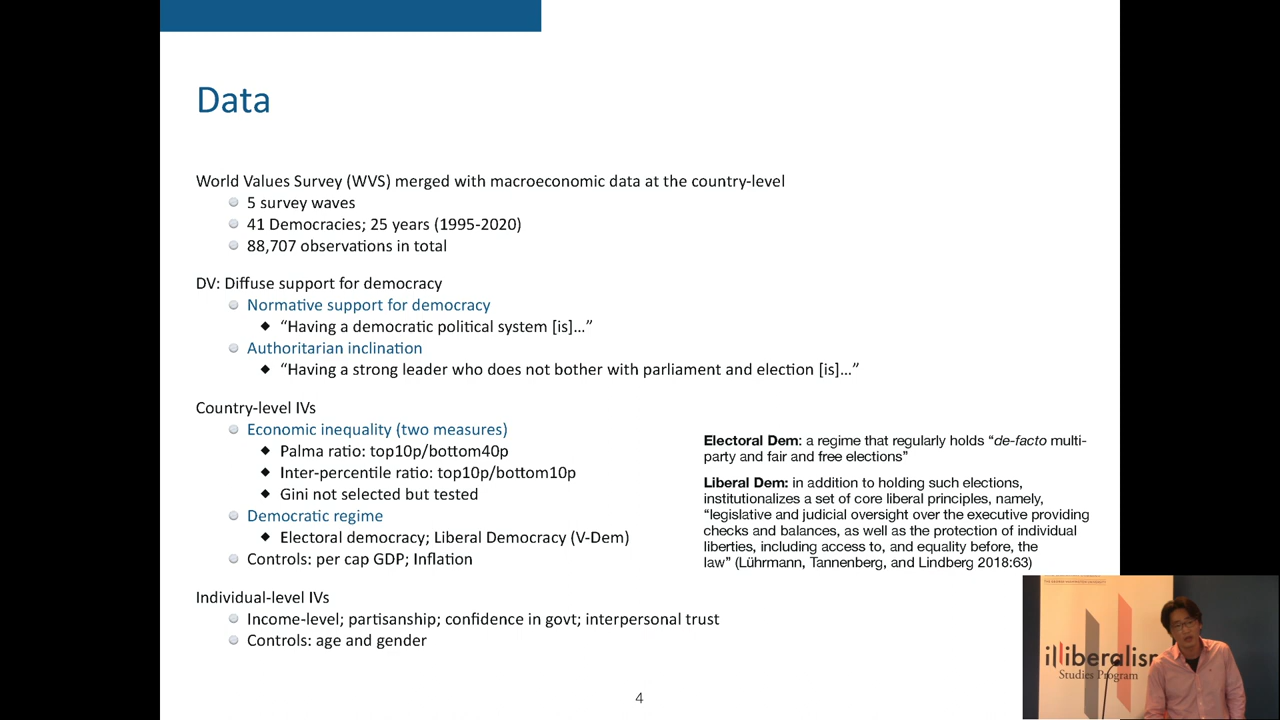 Data
World Values Survey (WVS) merged with macroeconomic data at the country-level
5 survey waves
41 Democracies; 25 years (1995-2020)
88,707 observations in total
DV: Diffuse support for democracy
Normative support for democracy
“Having a democratic political system [is]...”
Authoritarian inclination
“Having a strong leader who does not bother with parliament and election [is]...”
Country-level IVs
Economic inequality (two measures)
Palma ratio: top10p/bottom40p
Inter-percentile ratio: top10p/bottom10p
Gini not selected but tested
Democratic regime
Electoral democracy; Liberal Democracy (V-Dem)
Controls: per cap GDP; Inflation
Electoral Dem: a regime that regularly holds “de-facto multi-
party and fair and free elections”
Liberal Dem: in addition to holding such elections,
institutionalizes a set of core liberal principles, namely,
“legislative and judicial oversight over the executive providing
checks and balances, as well as the protection of individual
liberties, including access to, and equality before, the
law” (Lührmann, Tannenberg, and Lindberg 2018:63)
Individual-level IVs
Income-level; partisanship; confidence in govt; interpersonal trust
Controls: age and gender
4
illiberalism
Studies Program